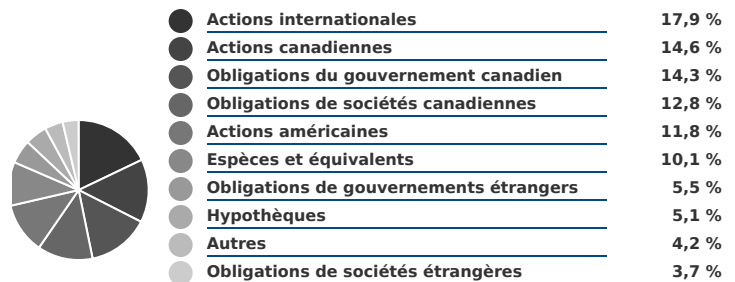 Actions internationales 17,9 %
Actions canadiennes 14,6 %
Obligations du gouvernement canadien 14,3 %
Obligations de sociétés canadiennes 12,8 %
Actions américaines 11,8 %
Espèces et équivalents 10,1 %
Obligations de gouvernements étrangers 5,5 %
Hypothèques 5,1 %
Autres 4,2 %
Obligations de sociétés étrangères 3,7 %